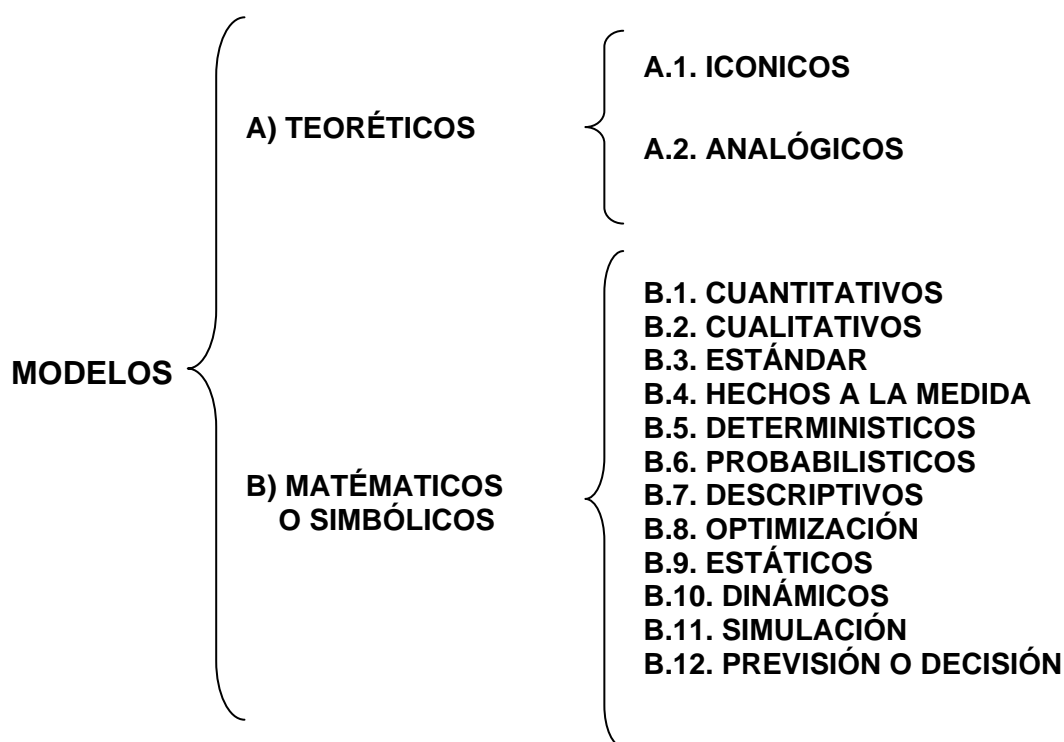 MODELOS
A) TEORÉTICOS
A.1. ICONICOS
A.2. ANALÓGICOS
B) MATÉMATICOS
O SIMBÓLICOS
B.1. CUANTITATIVOS
B.2. CUALITATIVOS
B.3. ESTÁNDAR
B.4. HECHOS A LA MEDIDA
B.5. DETERMINISTICOS
B.6. PROBABILISTICOS
B.7. DESCRIPTIVOS
B.8. OPTIMIZACIÓN
B.9. ESTÁTICOS
B.10. DINÁMICOS
B.11. SIMULACIÓN
B.12. PREVISIÓN O DECISIÓN